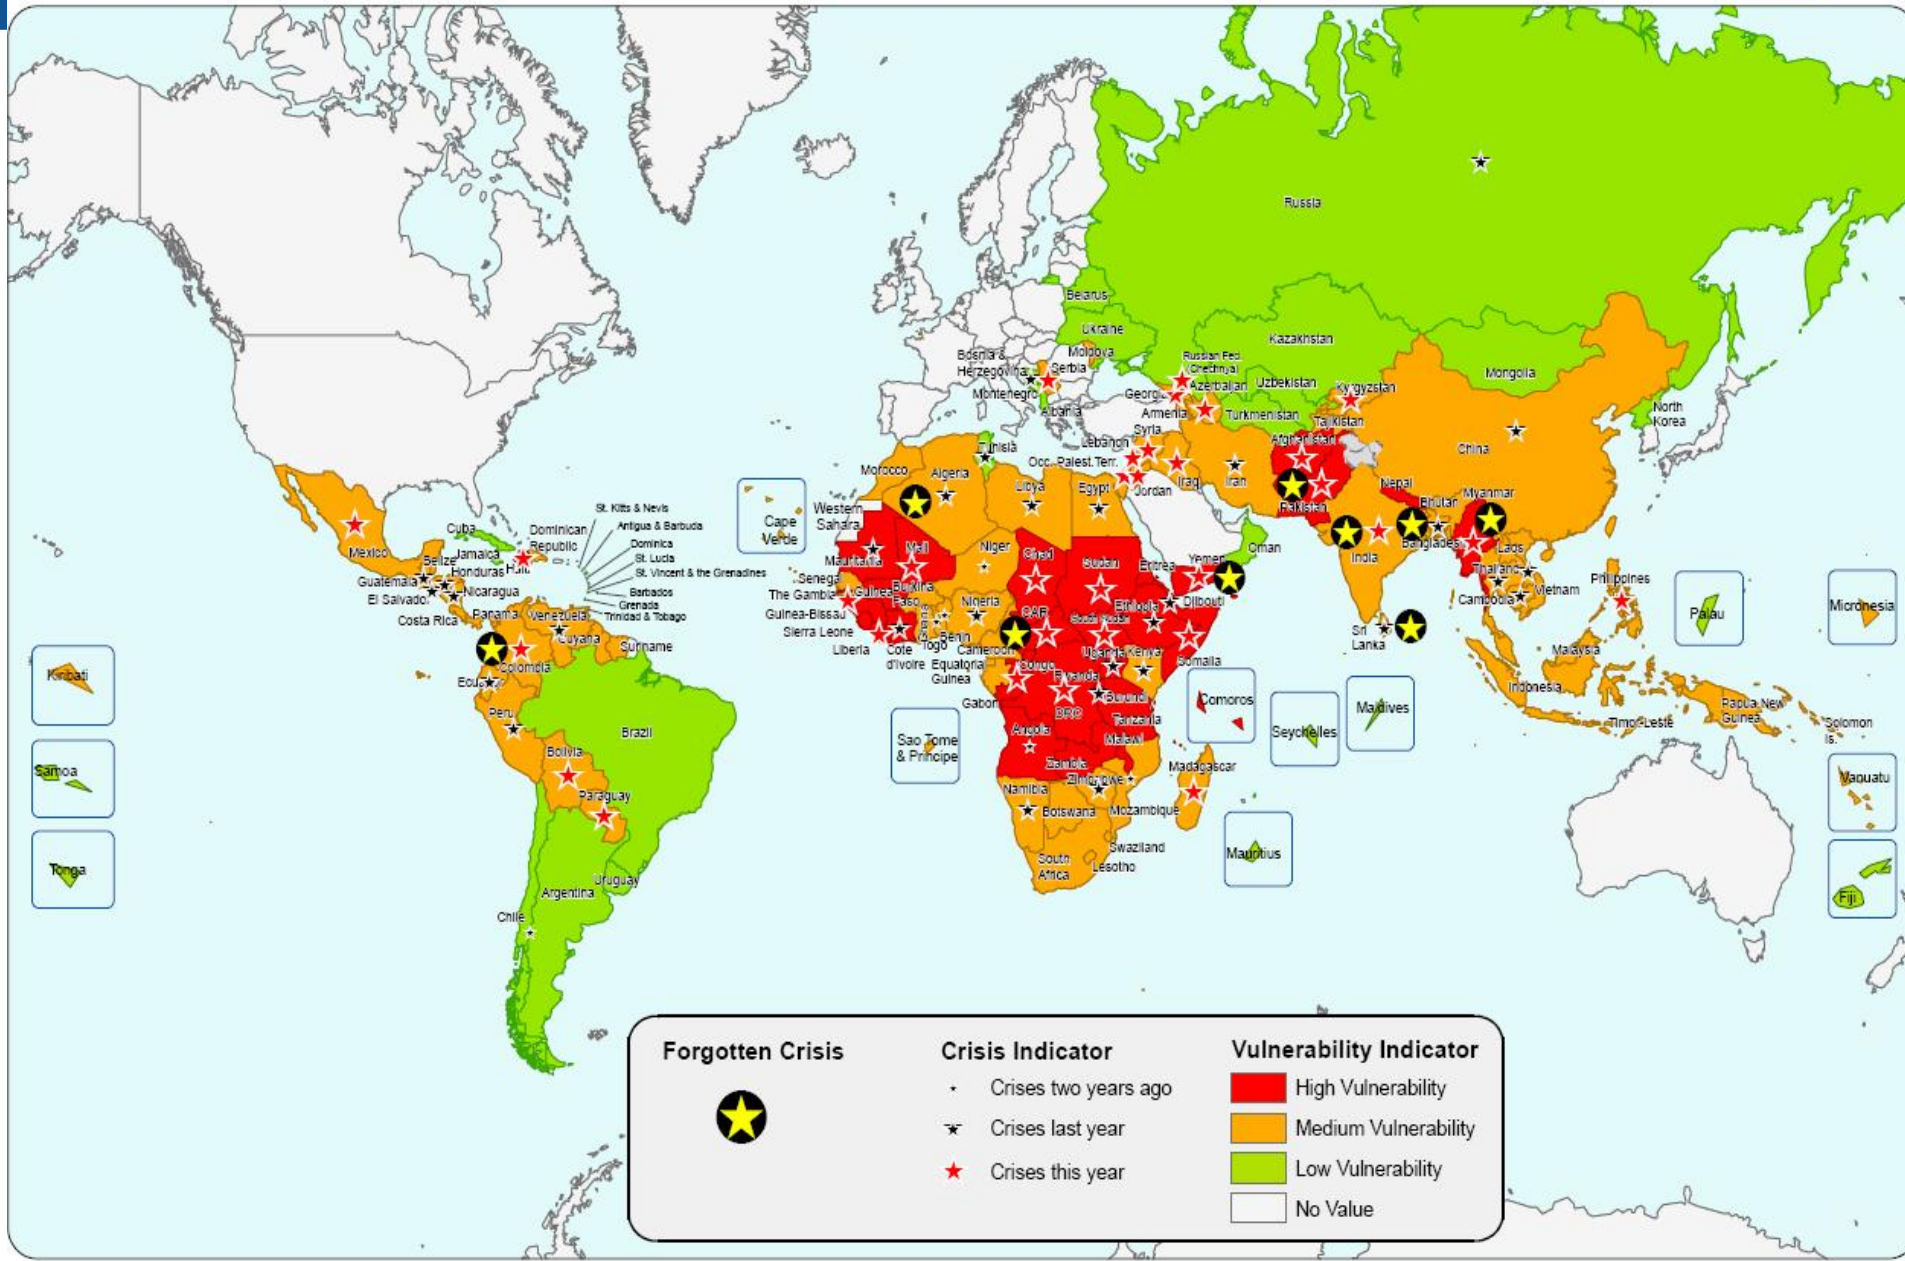 Russia
Belarus
Ukraine
Kazakhstan
Bosnia &
Herzegovina
Moldova
Serbia
Russian Fed.
(Chechnya)
Mongolia
Montenegro
Georgia
Azerbaijan
Uzbekistan
Kyrgyzstan
Albania
Armenia
Turkmenistan
Tajikistan
North
Korea
Tunisia
Syria
Lebanon
Afghanistan
China
Morocco
Algeria
Occ. Palest.Terr.
Libya
Egypt
Jordan
Iraq
Iran
Nepal
Bhutan
Myanmar
Western
Sahara
Pakistan
St. Kitts & Nevis
Antigua & Barbuda
Dominica
St. Lucia
St. Vincent & the Grenadines
Barbados
Grenada
Trinidad & Tobago
Cuba
Dominican
Republic
Cape
Verde
Mexico
Belize
Jamaica
Haiti
Honduras
Guatemala
El Salvador
Nicaragua
Costa Rica
Panama
Venezuela
Guyana
Suriname
Colombia
Ecuador
Mauritania
Mali
Niger
Chad
Sudan
Eritrea
Yemen
Oman
India
Bangladesh
Laos
Thailand
Vietnam
Cambodia
Philippines
Palau
Micronesia
Senegal
The Gambia
Guinea-Bissau
Guinea
Burkina
Faso
Sierra Leone
Liberia
Cote
d'Ivoire
Togo
Benin
Nigeria
Cameroon
CAR
South Sudan
Ethiopia
Djibouti
Somalia
Sri
Lanka
Malaysia
Indonesia
Equatorial
Guinea
Gabon
Congo
Uganda
Kenya
Rwanda
Burundi
DRC
Tanzania
Comoros
Seychelles
Maldives
Timor-Leste
Papua New
Guinea
Solomon
Is.
Kiribati
Samoa
Tonga
Peru
Brazil
Bolivia
Paraguay
Uruguay
Argentina
Chile
Sao Tome
& Principe
Angola
Malawi
Zambia
Zimbabwe
Madagascar
Namibia
Botswana
Mozambique
Swaziland
Lesotho
South
Africa
Mauritius
Vanuatu
Fiji
Forgotten Crisis
Crisis Indicator
Crises two years ago
Crises last year
Crises this year
Vulnerability Indicator
High Vulnerability
Medium Vulnerability
Low Vulnerability
No Value